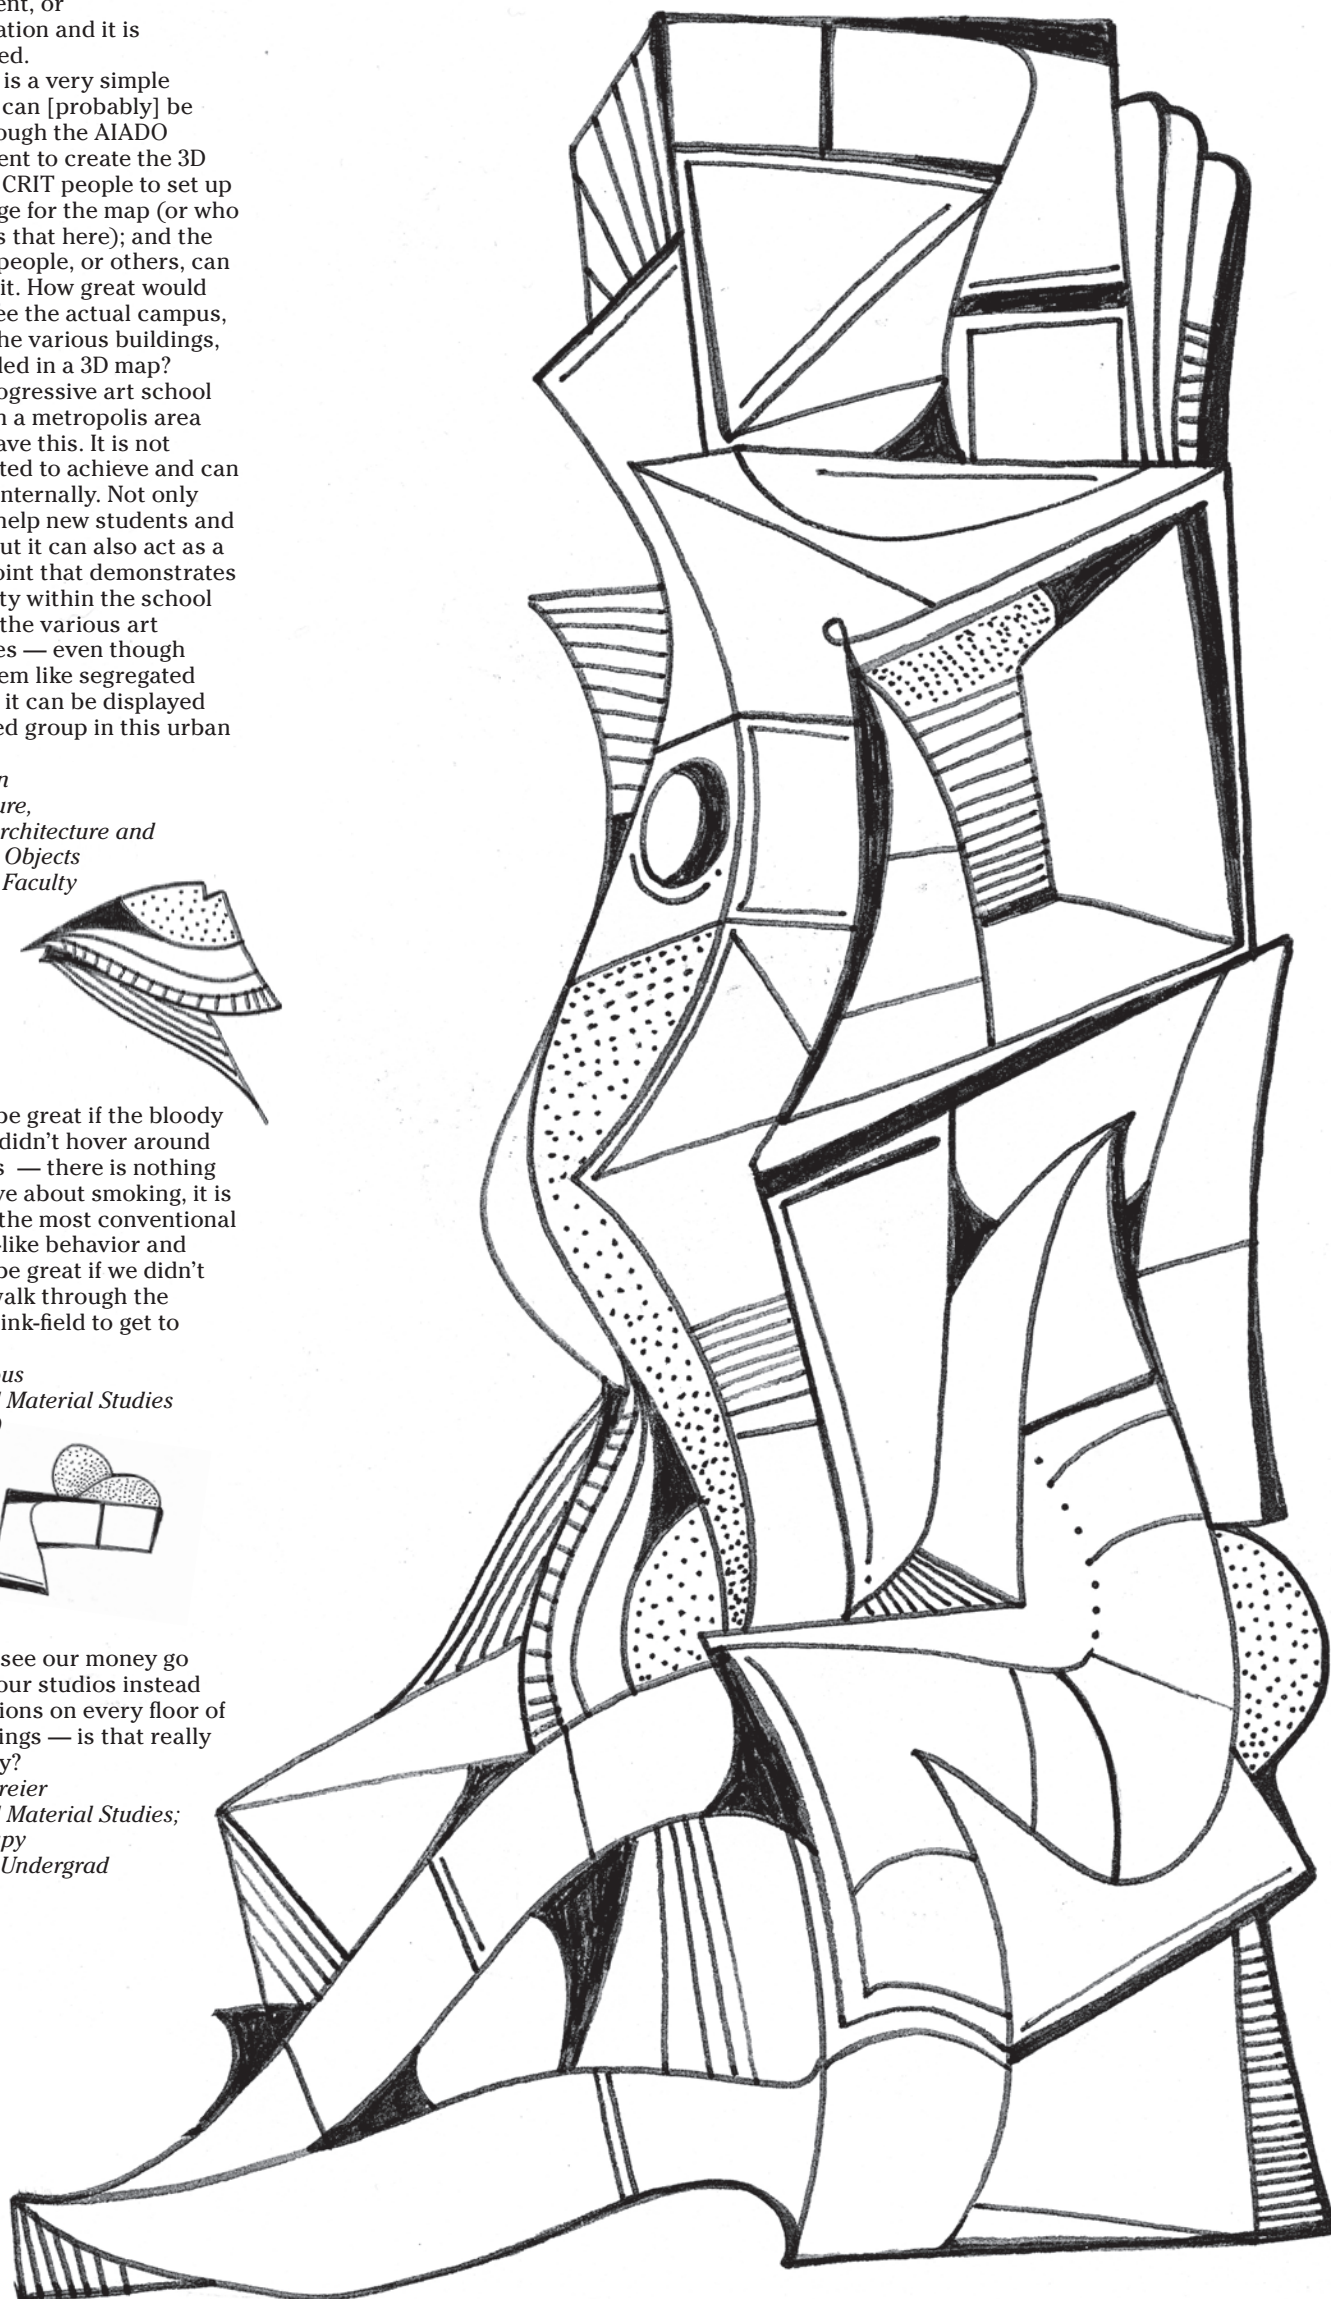 ent, or
ation and it is
ed.
is a very simple
can [probably] be
ough the AIADO
ent to create the 3D
CRIT people to set up
ge for the map (or who
s that here); and the
people, or others, can
it. How great would
ee the actual campus,
he various buildings,
led in a 3D map?
ogressive art school
n a metropolis area
ave this. It is not
ted to achieve and can
nternally. Not only
help new students and
ut it can also act as a
oint that demonstrates
ty within the school
the various art
es — even though
em like segregated
it can be displayed
ed group in this urban
n
ure,
rchitecture and
Objects
Faculty
be great if the bloody
didn’t hover around
s — there is nothing
ve about smoking, it is
the most conventional
-like behavior and
be great if we didn’t
walk through the
ink-field to get to
ous
l Material Studies
see our money go
our studios instead
tions on every floor of
ings — is that really
y?
reier
l Material Studies;
apy
Undergrad